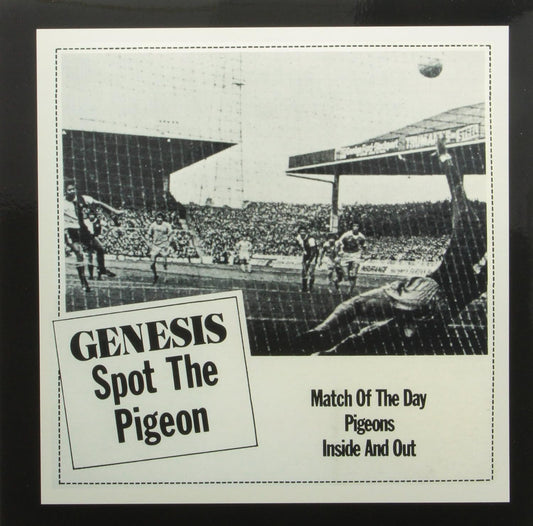 GENESIS
Spot The
Pigeon
Match Of The Day
Pigeons
Inside And Out